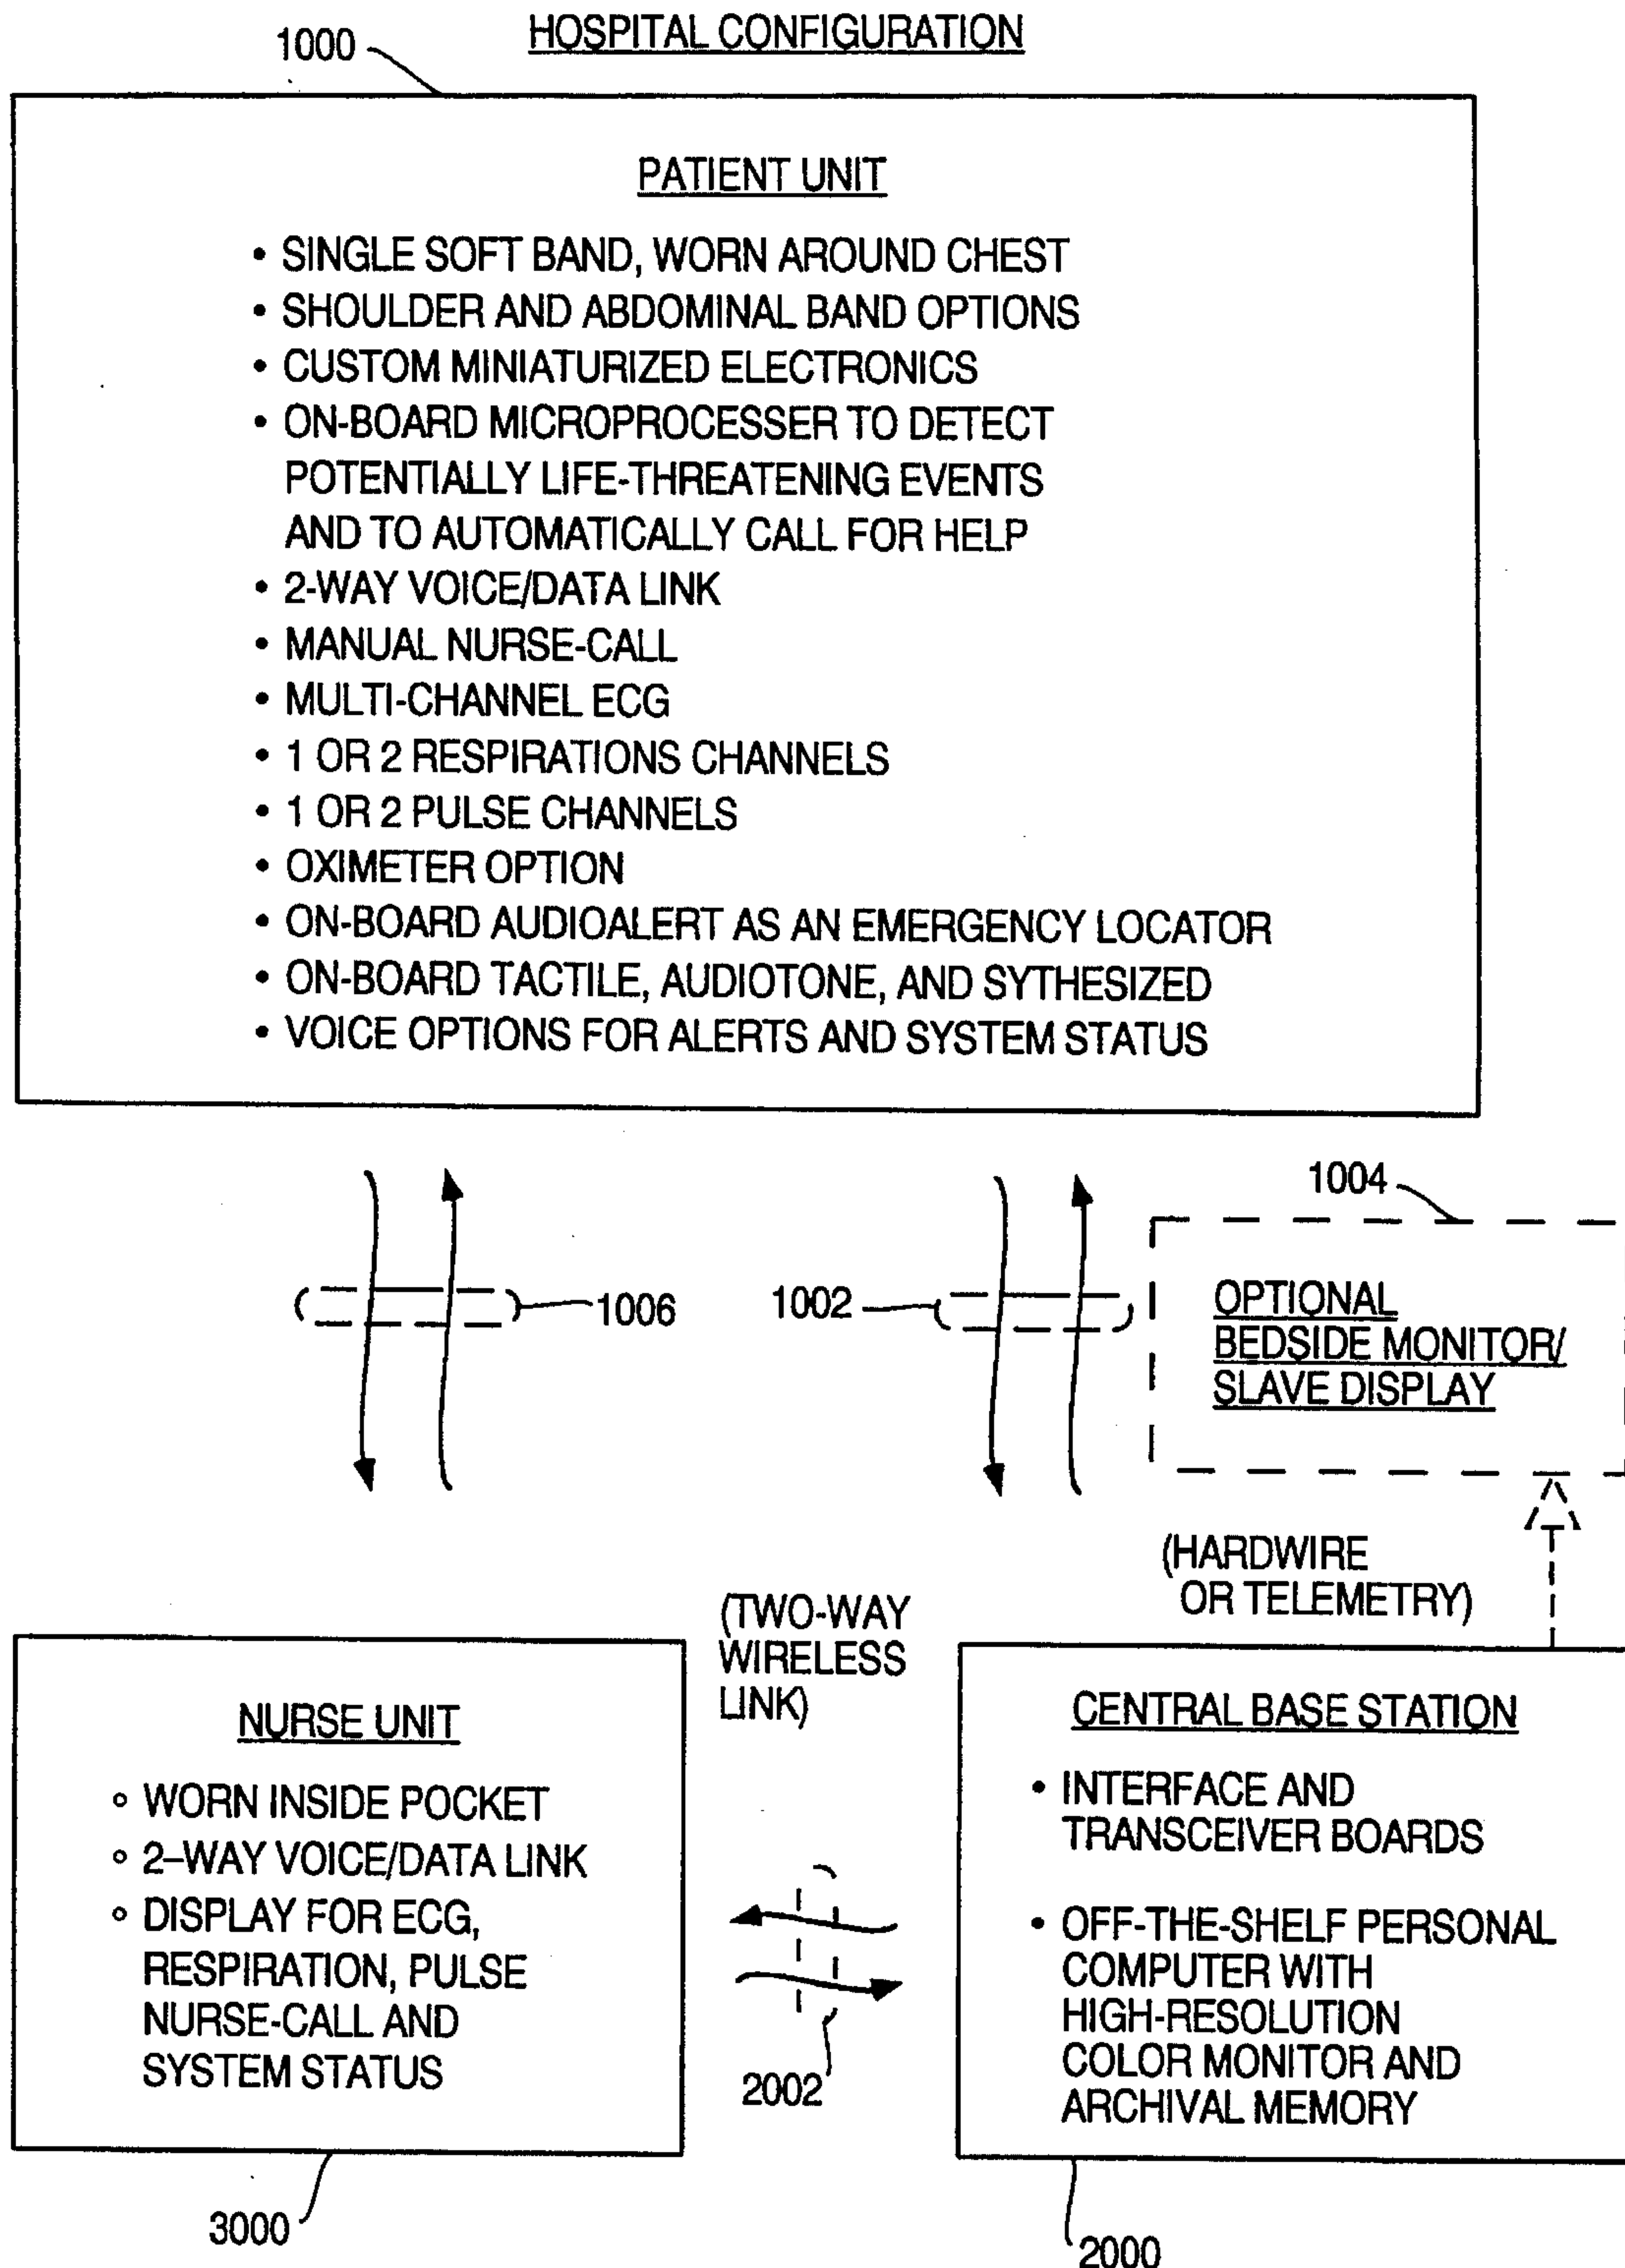 HOSPITAL CONFIGURATION
1000
PATIENT UNIT
• SINGLE SOFT BAND, WORN AROUND CHEST
• SHOULDER AND ABDOMINAL BAND OPTIONS
• CUSTOM MINIATURIZED ELECTRONICS
• ON-BOARD MICROPROCESSER TO DETECT
POTENTIALLY LIFE-THREATENING EVENTS
AND TO AUTOMATICALLY CALL FOR HELP
• 2-WAY VOICE/DATA LINK
• MANUAL NURSE-CALL
• MULTI-CHANNEL ECG
• 1 OR 2 RESPIRATIONS CHANNELS
• 1 OR 2 PULSE CHANNELS
• OXIMETER OPTION
• ON-BOARD AUDIOALERT AS AN EMERGENCY LOCATOR
• ON-BOARD TACTILE, AUDIOTONE, AND SYTHESIZED
• VOICE OPTIONS FOR ALERTS AND SYSTEM STATUS
1006
1002
1004
OPTIONAL
BEDSIDE MONITOR/
SLAVE DISPLAY
(HARDWIRE
OR TELEMETRY)
(TWO-WAY
WIRELESS
LINK)
NURSE UNIT
° WORN INSIDE POCKET
° 2–WAY VOICE/DATA LINK
° DISPLAY FOR ECG,
RESPIRATION, PULSE
NURSE-CALL AND
SYSTEM STATUS
3000
2002
CENTRAL BASE STATION
• INTERFACE AND
TRANSCEIVER BOARDS
• OFF-THE-SHELF PERSONAL
COMPUTER WITH
HIGH-RESOLUTION
COLOR MONITOR AND
ARCHIVAL MEMORY
2000